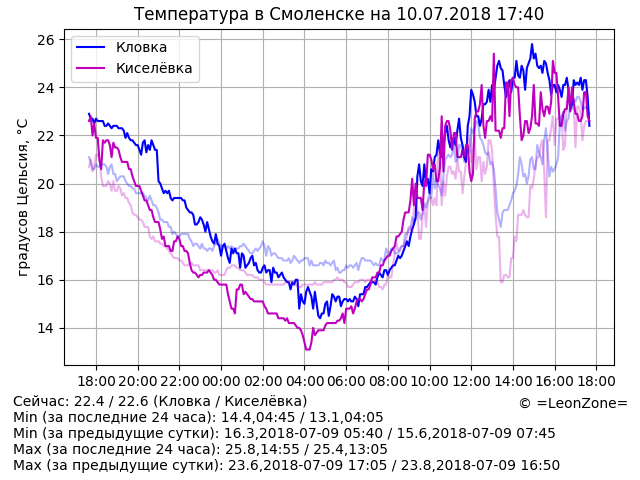 Температура в Смоленске на 10.07.2018 17:40
Кловка
Киселёвка
градусов Цельсия, °C
26
24
22
20
18
16
14
18:00 20:00 22:00 00:00 02:00 04:00 06:00 08:00 10:00 12:00 14:00 16:00 18:00
Сейчас: 22.4 / 22.6 (Кловка / Киселёвка)
© =LeonZone=
Min (за последние 24 часа): 14.4,04:45 / 13.1,04:05
Min (за предыдущие сутки): 16.3,2018-07-09 05:40 / 15.6,2018-07-09 07:45
Max (за последние 24 часа): 25.8,14:55 / 25.4,13:05
Max (за предыдущие сутки): 23.6,2018-07-09 17:05 / 23.8,2018-07-09 16:50